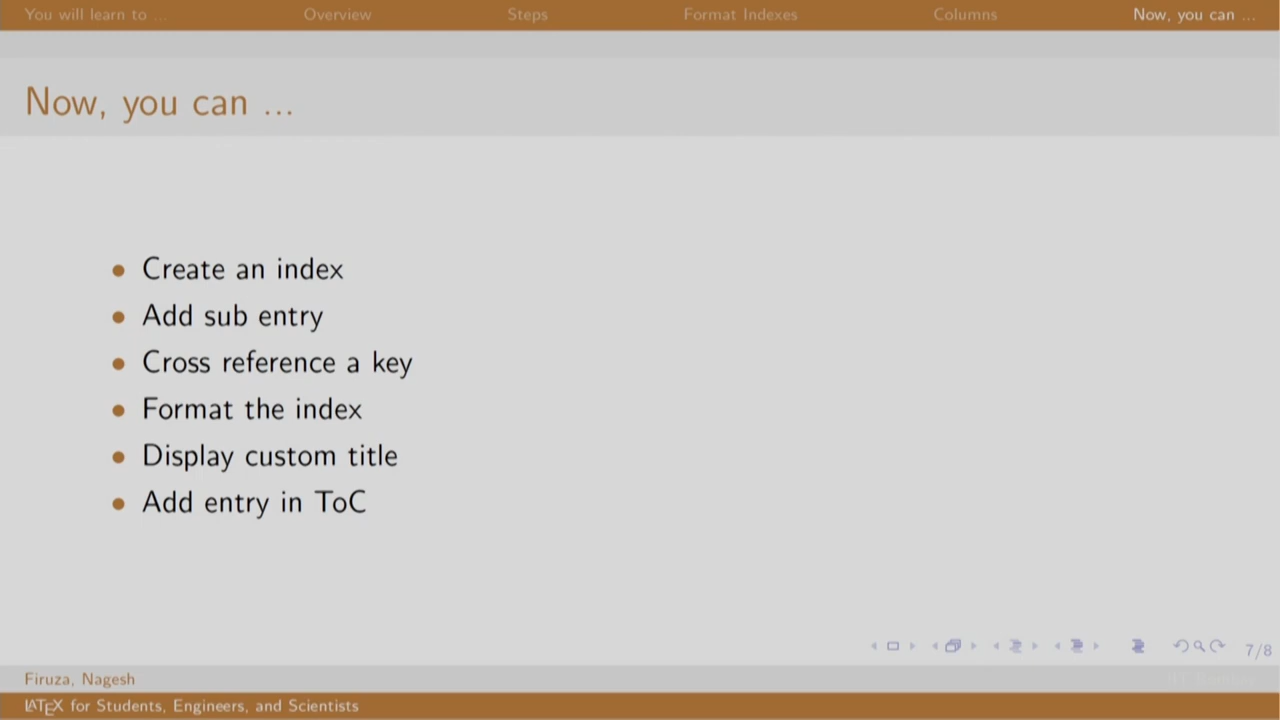 You will learn to ... Overview Steps Format Indexes Columns Now, you can ...
Now, you can ...
• Create an index
• Add sub entry
• Cross reference a key
• Format the index
• Display custom title
• Add entry in ToC
7/8
Firuza, Nagesh
LATEX for Students, Engineers, and Scientists